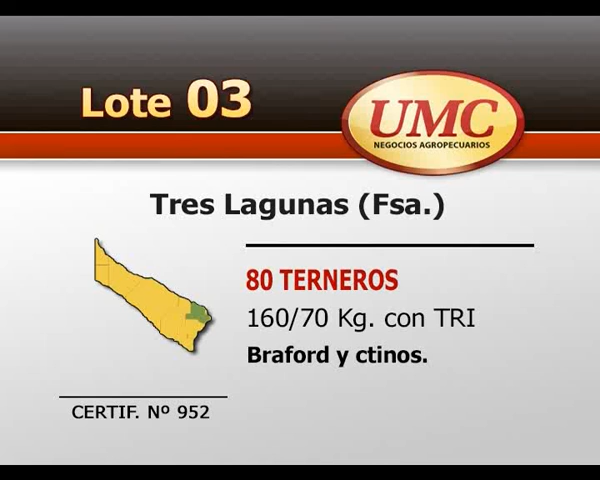 Lote 03
UMC
NEGOCIOS AGROPECUARIOS
Tres Lagunas (Fsa.)
80 TERNEROS
160/70 Kg. con TRI
Braford y ctinos.
CERTIF. Nº 952